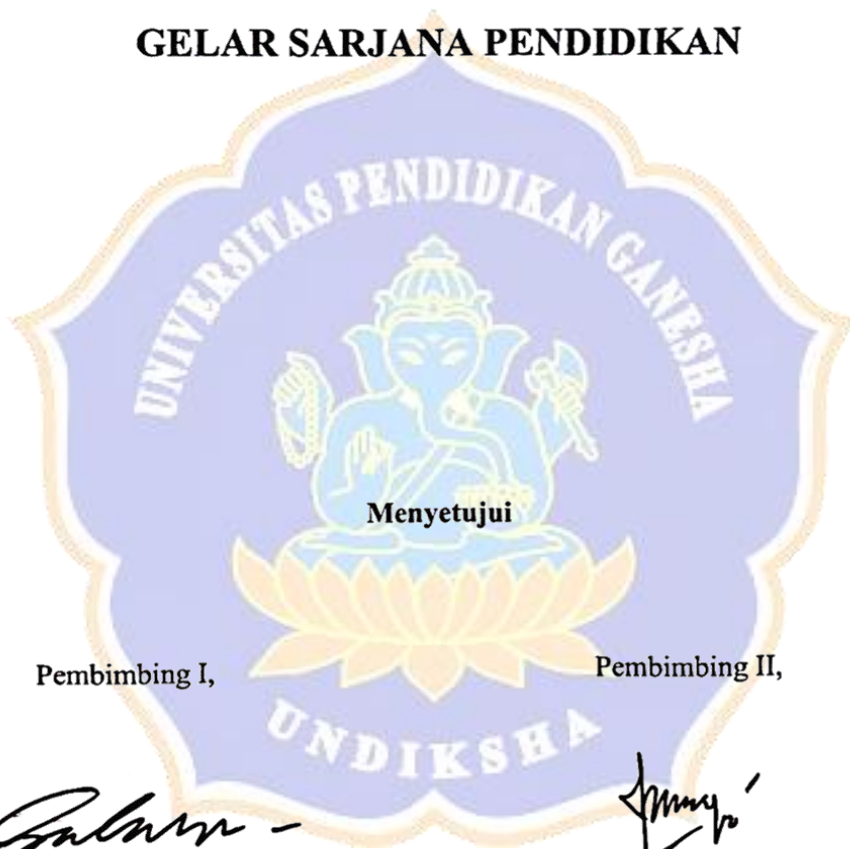 GELAR SARJANA PENDIDIKAN
UNIVERSITAS PENDIDIKAN GANESHA
Menyetujui
Pembimbing I,
Pembimbing II,
UNDIKSHA